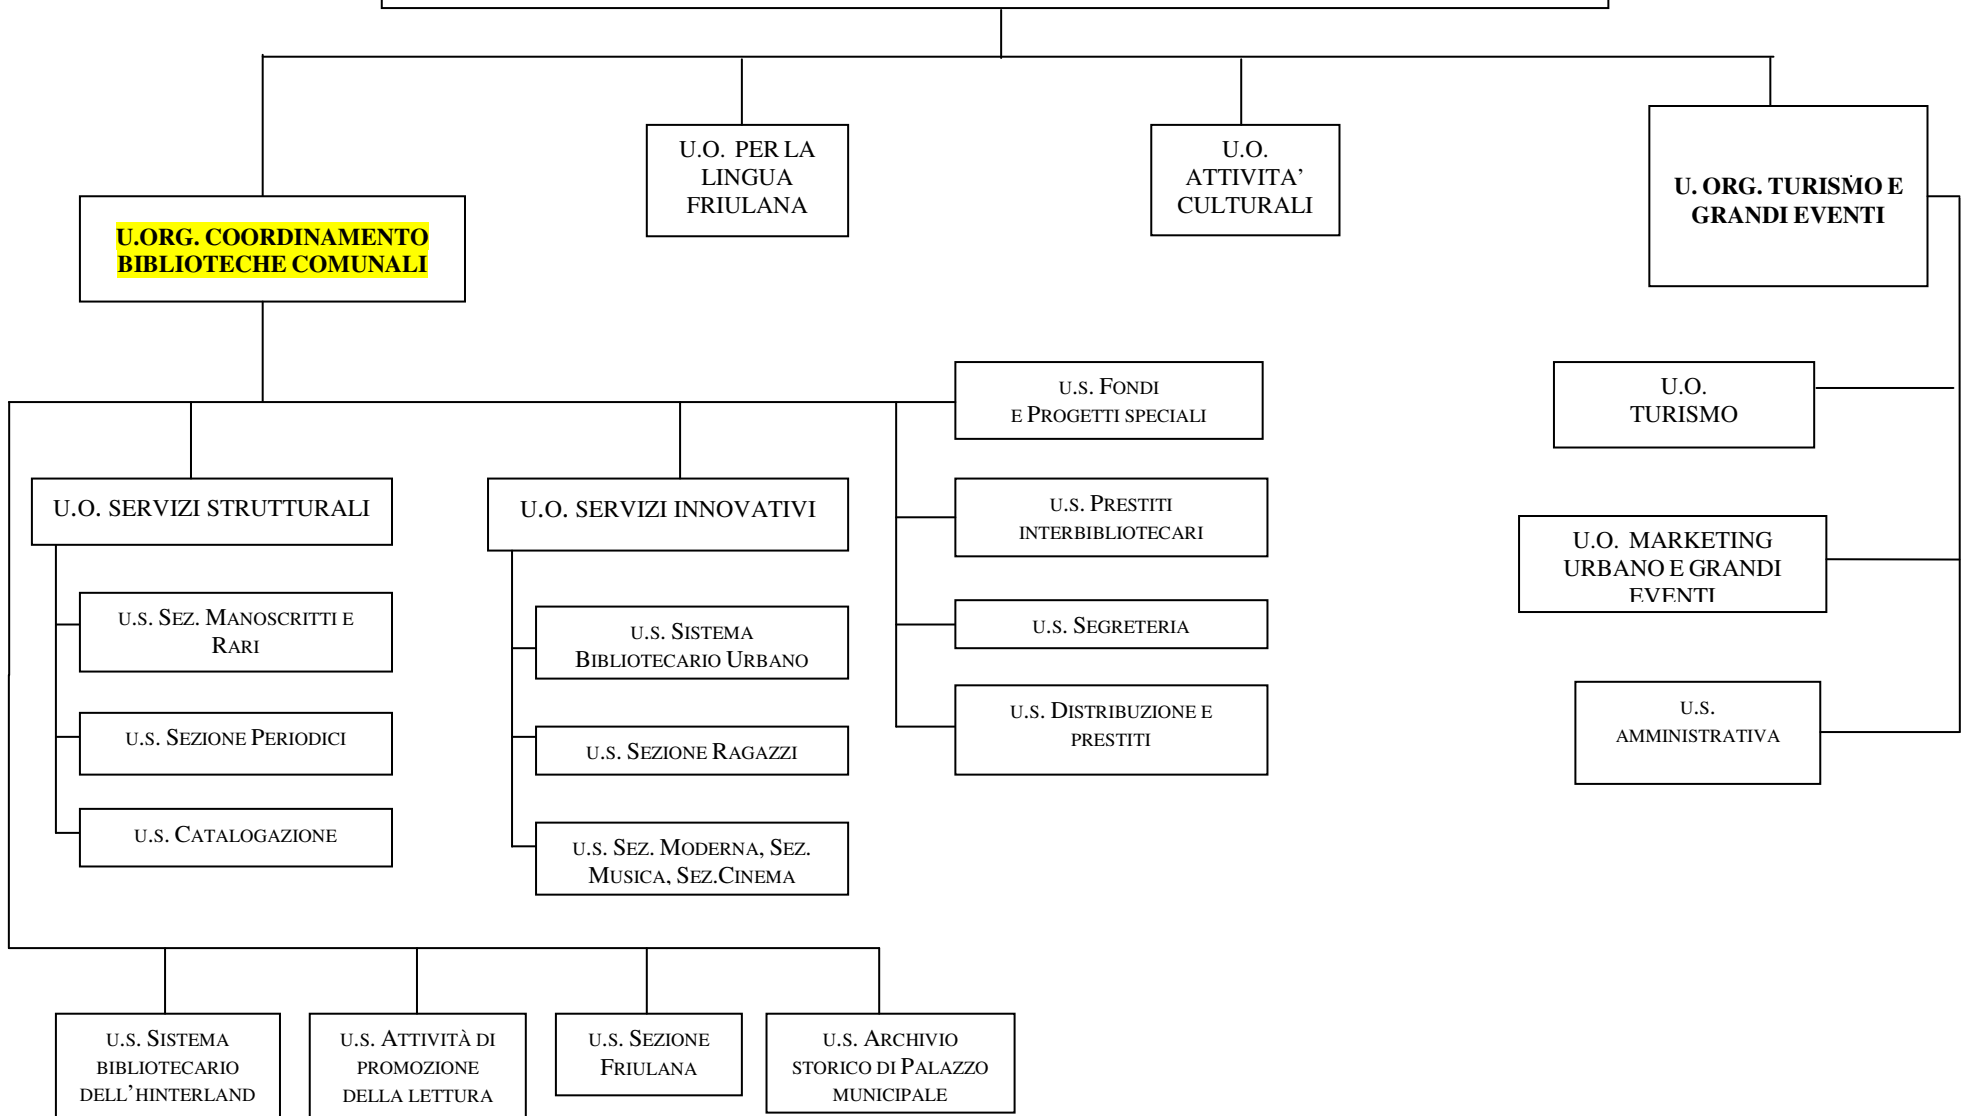 U.O. PER LA
LINGUA
FRIULANA
U.O.
ATTIVITA’
CULTURALI
U. ORG. TURISMO E
GRANDI EVENTI
U.ORG. COORDINAMENTO
BIBLIOTECHE COMUNALI
U.S. FONDI
E PROGETTI SPECIALI
U.O.
TURISMO
U.O. SERVIZI STRUTTURALI
U.O. SERVIZI INNOVATIVI
U.S. PRESTITI
INTERBIBLIOTECARI
U.O. MARKETING
URBANO E GRANDI
EVENTI
U.S. SEZ. MANOSCRITTI E
RARI
U.S. SISTEMA
BIBLIOTECARIO URBANO
U.S. SEGRETERIA
U.S. SEZIONE PERIODICI
U.S. SEZIONE RAGAZZI
U.S. DISTRIBUZIONE E
PRESTITI
U.S.
AMMINISTRATIVA
U.S. CATALOGAZIONE
U.S. SEZ. MODERNA, SEZ.
MUSICA, SEZ.CINEMA
U.S. SISTEMA
BIBLIOTECARIO
DELL’HINTERLAND
U.S. ATTIVITÀ DI
PROMOZIONE
DELLA LETTURA
U.S. SEZIONE
FRIULANA
U.S. ARCHIVIO
STORICO DI PALAZZO
MUNICIPALE